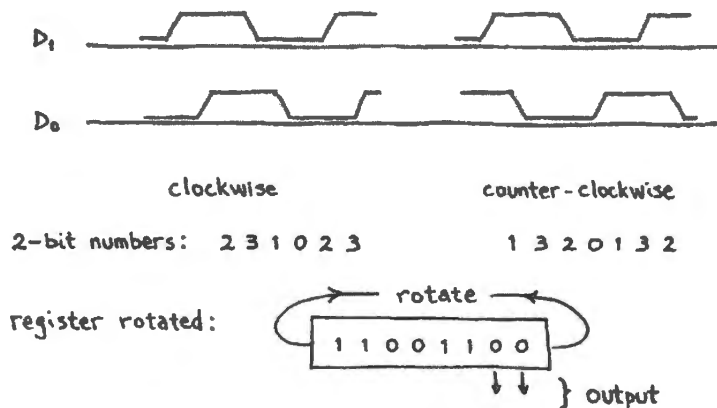 D1
D0
clockwise counter-clockwise
2-bit numbers: 2 3 1 0 2 3 1 3 2 0 1 3 2
rotate
register rotated:
1 1 0 0 1 1 0 0
output